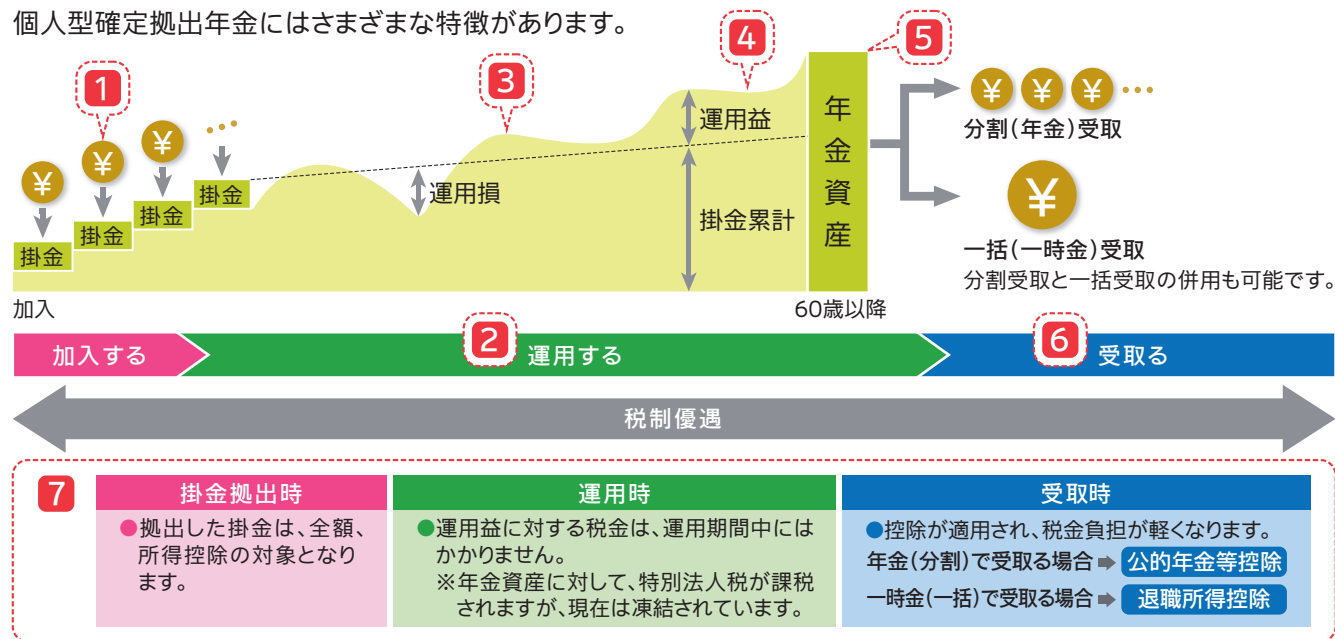 個人型確定拠出年金にはさまざまな特徴があります。
1
3
4
5
¥
¥
¥
…
掛金
掛金
掛金
掛金
運用損
運用益
掛金累計
年金資産
¥ ¥ ¥ …
分割(年金)受取
¥
一括(一時金)受取
分割受取と一括受取の併用も可能です。
加入
60歳以降
加入する
2 運用する
6 受取る
税制優遇
7
掛金拠出時
●拠出した掛金は、全額、
所得控除の対象となり
ます。
運用時
●運用益に対する税金は、運用期間中には
かかりません。
※年金資産に対して、特別法人税が課税
されますが、現在は凍結されています。
受取時
●控除が適用され、税金負担が軽くなります。
年金(分割)で受取る場合➡公的年金等控除
一時金(一括)で受取る場合➡退職所得控除